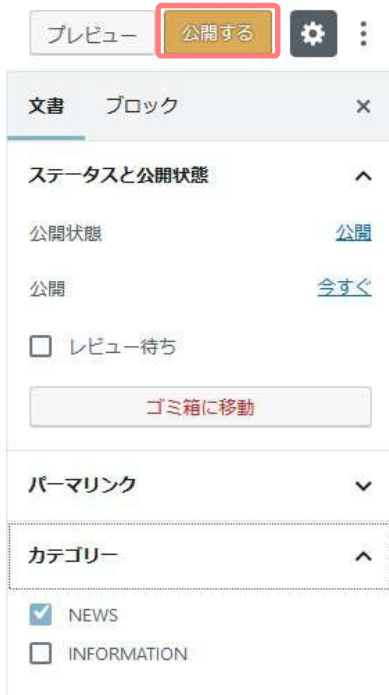 プレビュー 公開する
文書 ブロック ×
ステータスと公開状態
公開状態 公開
公開 今すぐ
レビュー待ち
ゴミ箱に移動
パーマリンク
カテゴリー
NEWS
INFORMATION